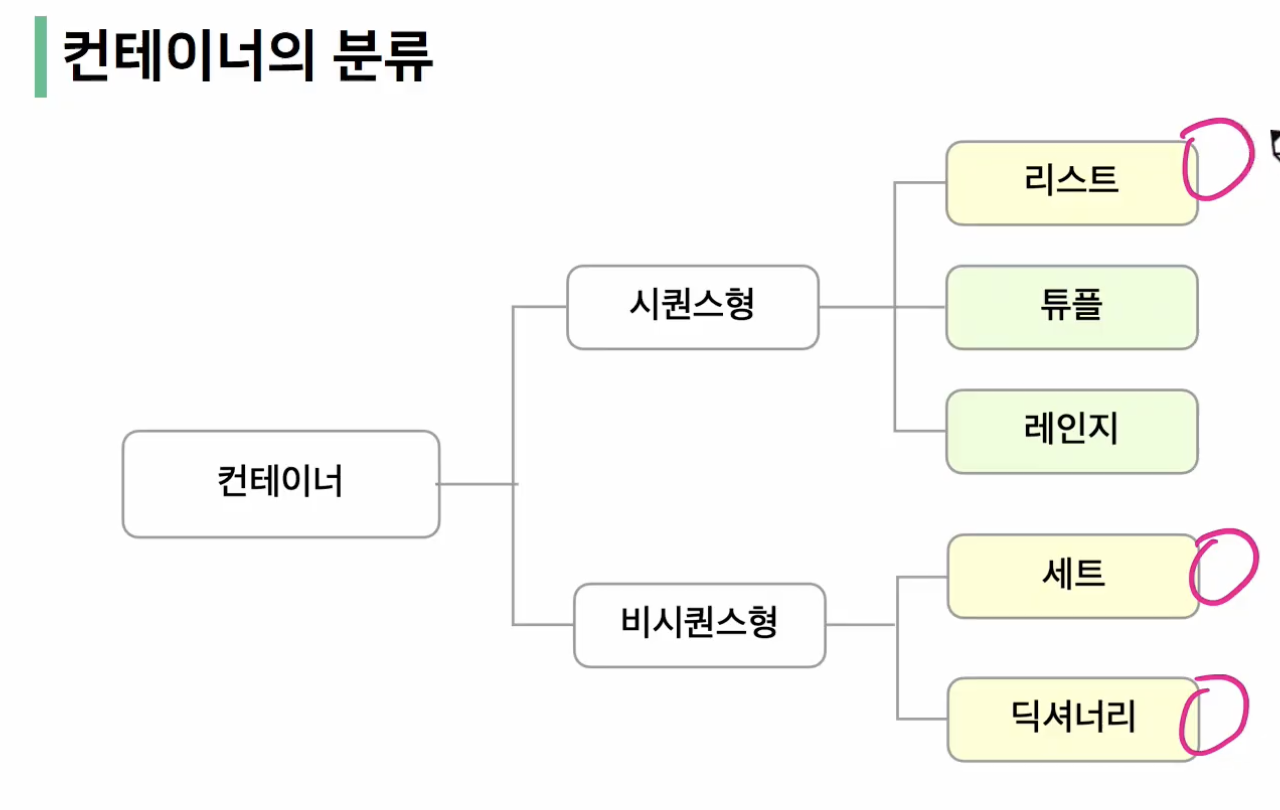 컨테이너의 분류
리스트
시퀀스형
튜플
레인지
컨테이너
세트
비시퀀스형
딕셔너리